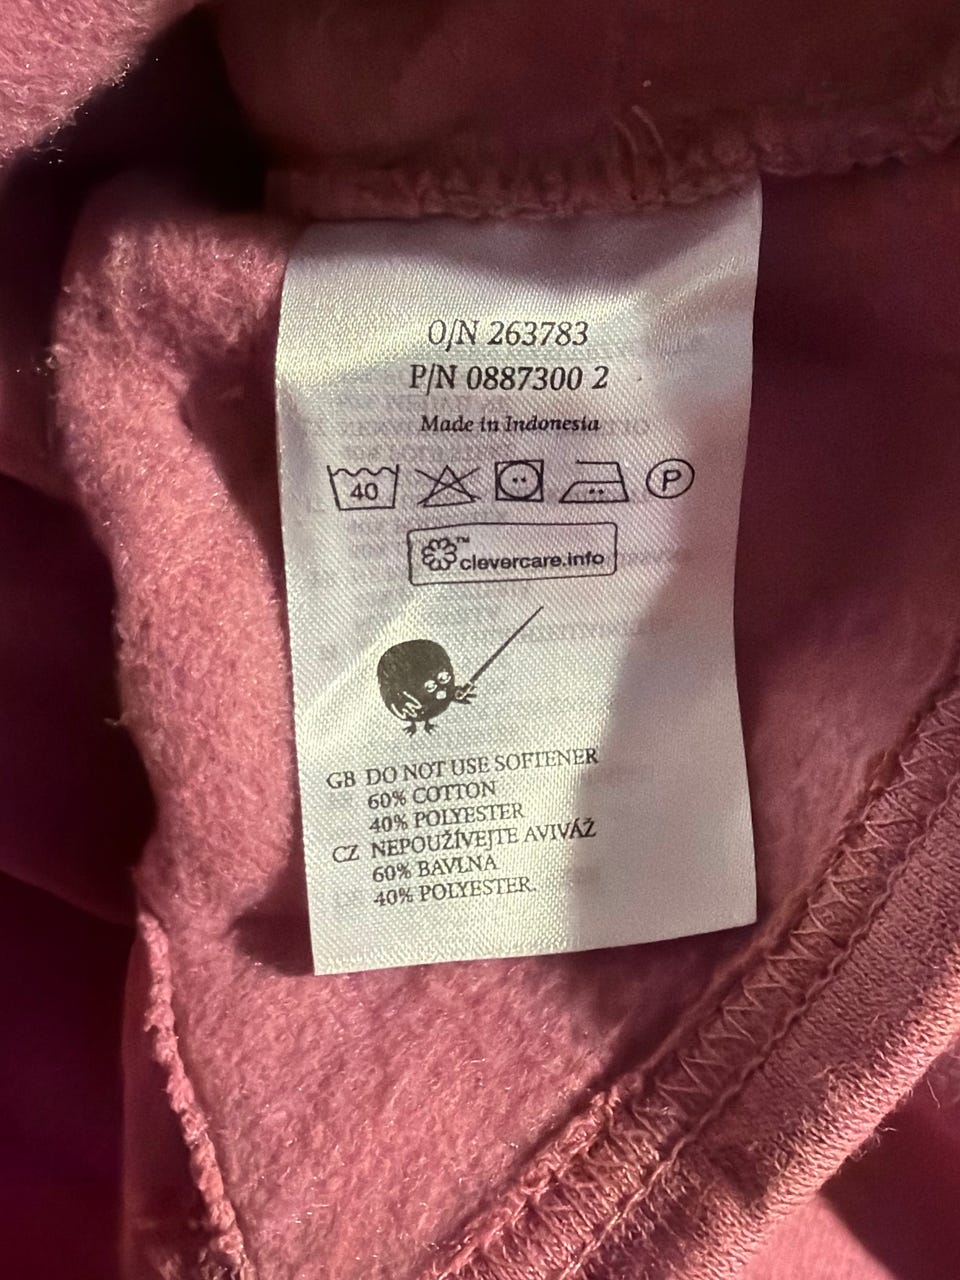 O/N 263783
P/N 0887300 2
Made in Indonesia
40 P
™ clevercare.info
GB DO NOT USE SOFTENER
60% COTTON
40% POLYESTER
CZ NEPOUŽÍVEJTE AVIVÁŽ
60% BAVLNA
40% POLYESTER.